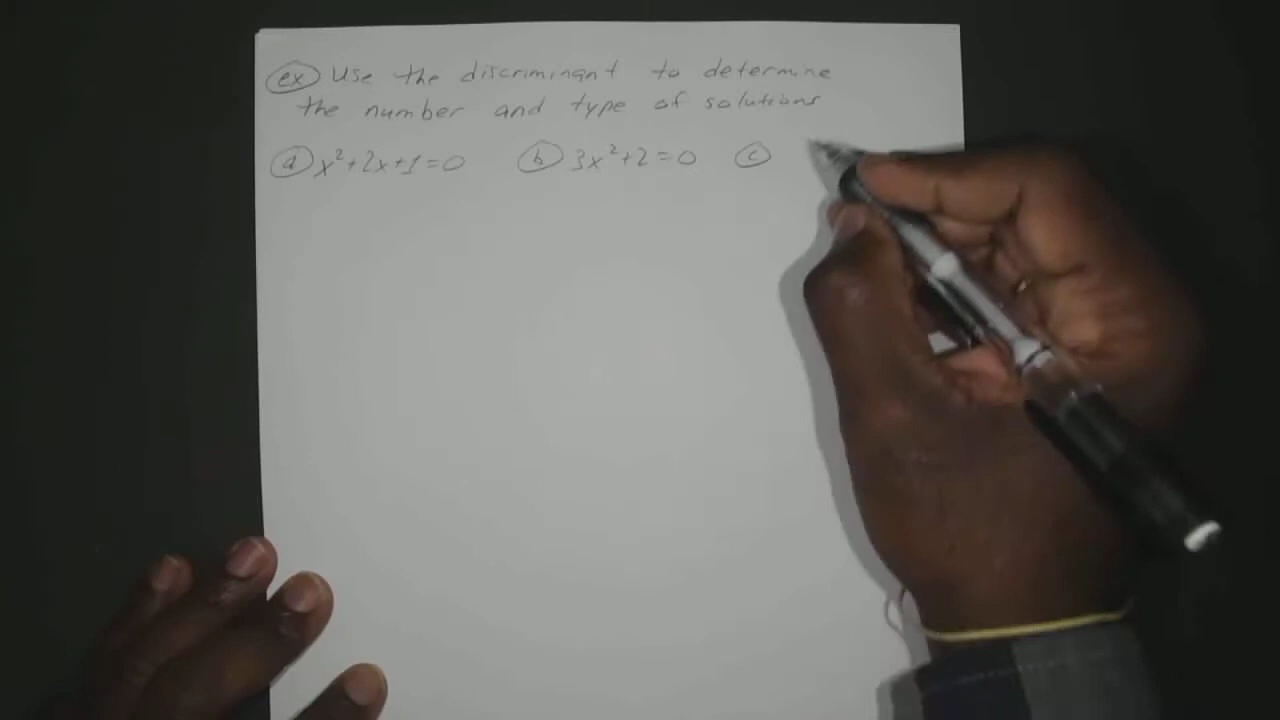 ex Use the discriminant to determine
the number and type of solutions
a x²+2x+1=0 b 3x²+2=0 c